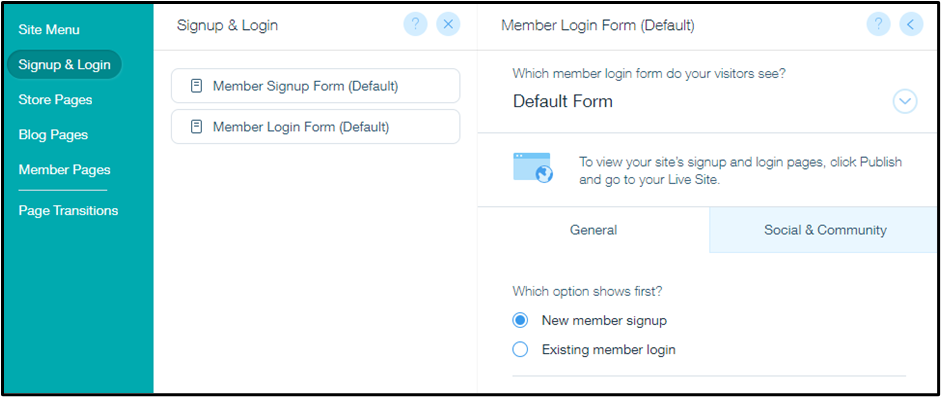 Site Menu
Signup & Login
Store Pages
Blog Pages
Member Pages
Page Transitions
Signup & Login
?
Member Signup Form (Default)
Member Login Form (Default)
Member Login Form (Default)
?
Which member login form do your visitors see?
Default Form
To view your site's signup and login pages, click Publish
and go to your Live Site.
General
Social & Community
Which option shows first?
New member signup
Existing member login